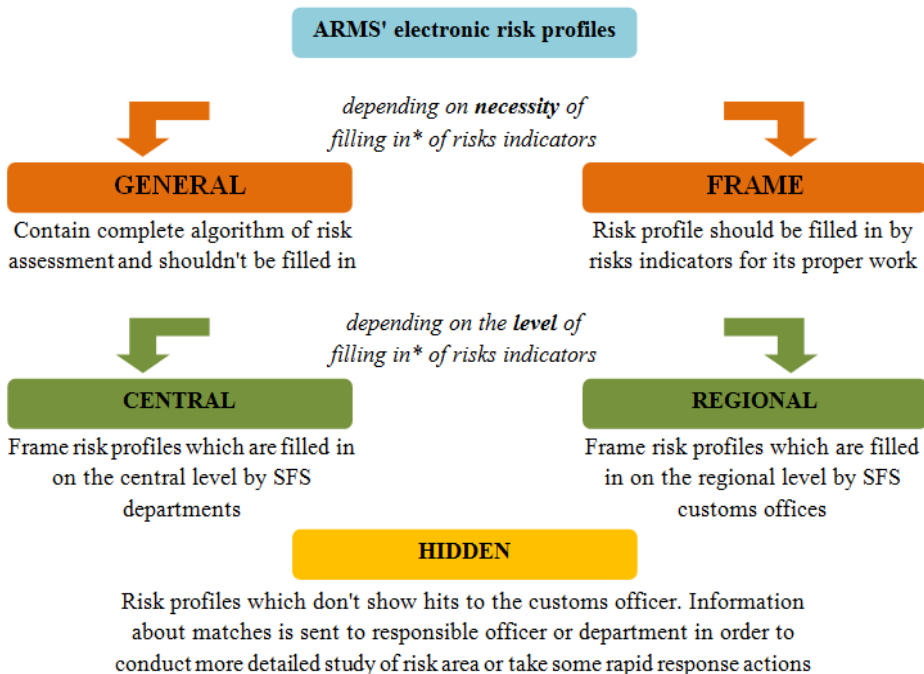 ARMS' electronic risk profiles
depending on necessity of
filling in* of risks indicators
GENERAL
Contain complete algorithm of risk
assessment and shouldn't be filled in
FRAME
Risk profile should be filled in by
risks indicators for its proper work
depending on the level of
filling in* of risks indicators
CENTRAL
Frame risk profiles which are filled in
on the central level by SFS
departments
REGIONAL
Frame risk profiles which are filled
in on the regional level by SFS
customs offices
HIDDEN
Risk profiles which don't show hits to the customs officer. Information
about matches is sent to responsible officer or department in order to
conduct more detailed study of risk area or take some rapid response actions